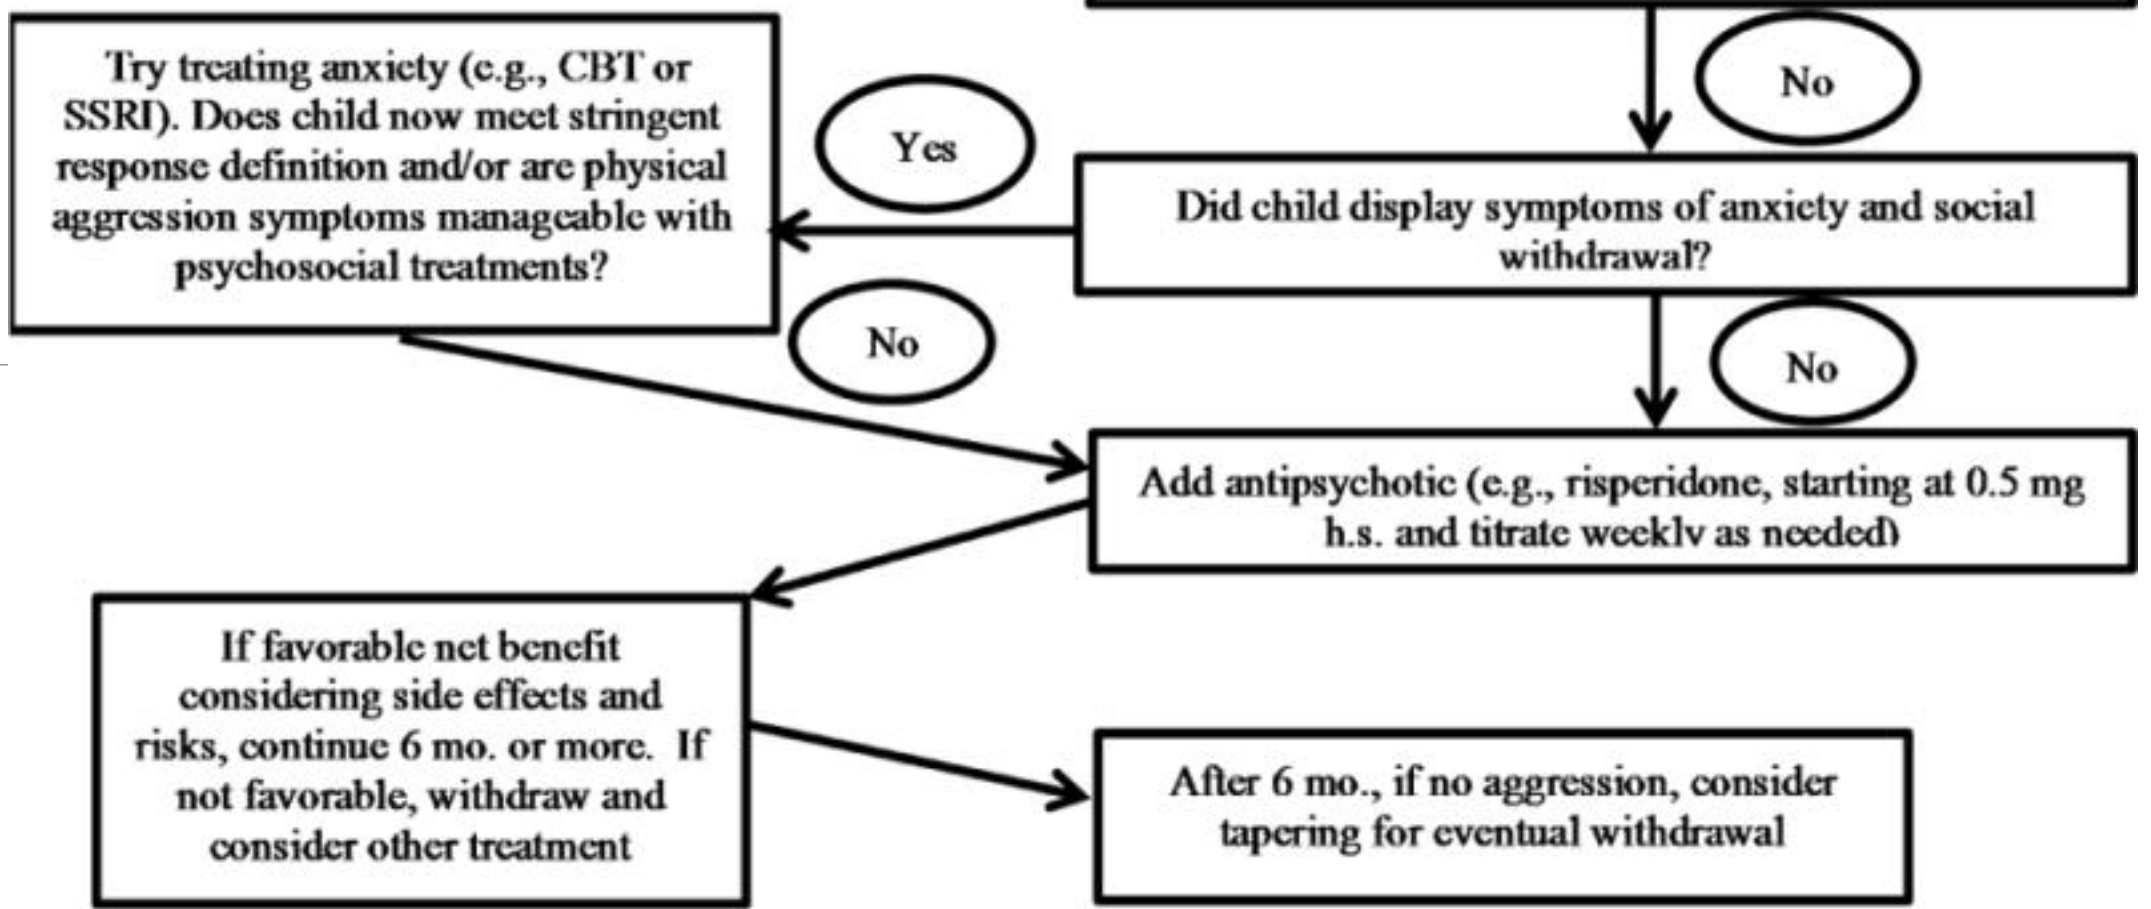 No
Try treating anxiety (e.g., CBT or
SSRI). Does child now meet stringent
response definition and/or are physical
aggression symptoms manageable with
psychosocial treatments?
Yes
Did child display symptoms of anxiety and social
withdrawal?
No
No
Add antipsychotic (e.g., risperidone, starting at 0.5 mg
h.s. and titrate weekly as needed)
If favorable net benefit
considering side effects and
risks, continue 6 mo. or more.  If
not favorable, withdraw and
consider other treatment
After 6 mo., if no aggression, consider
tapering for eventual withdrawal